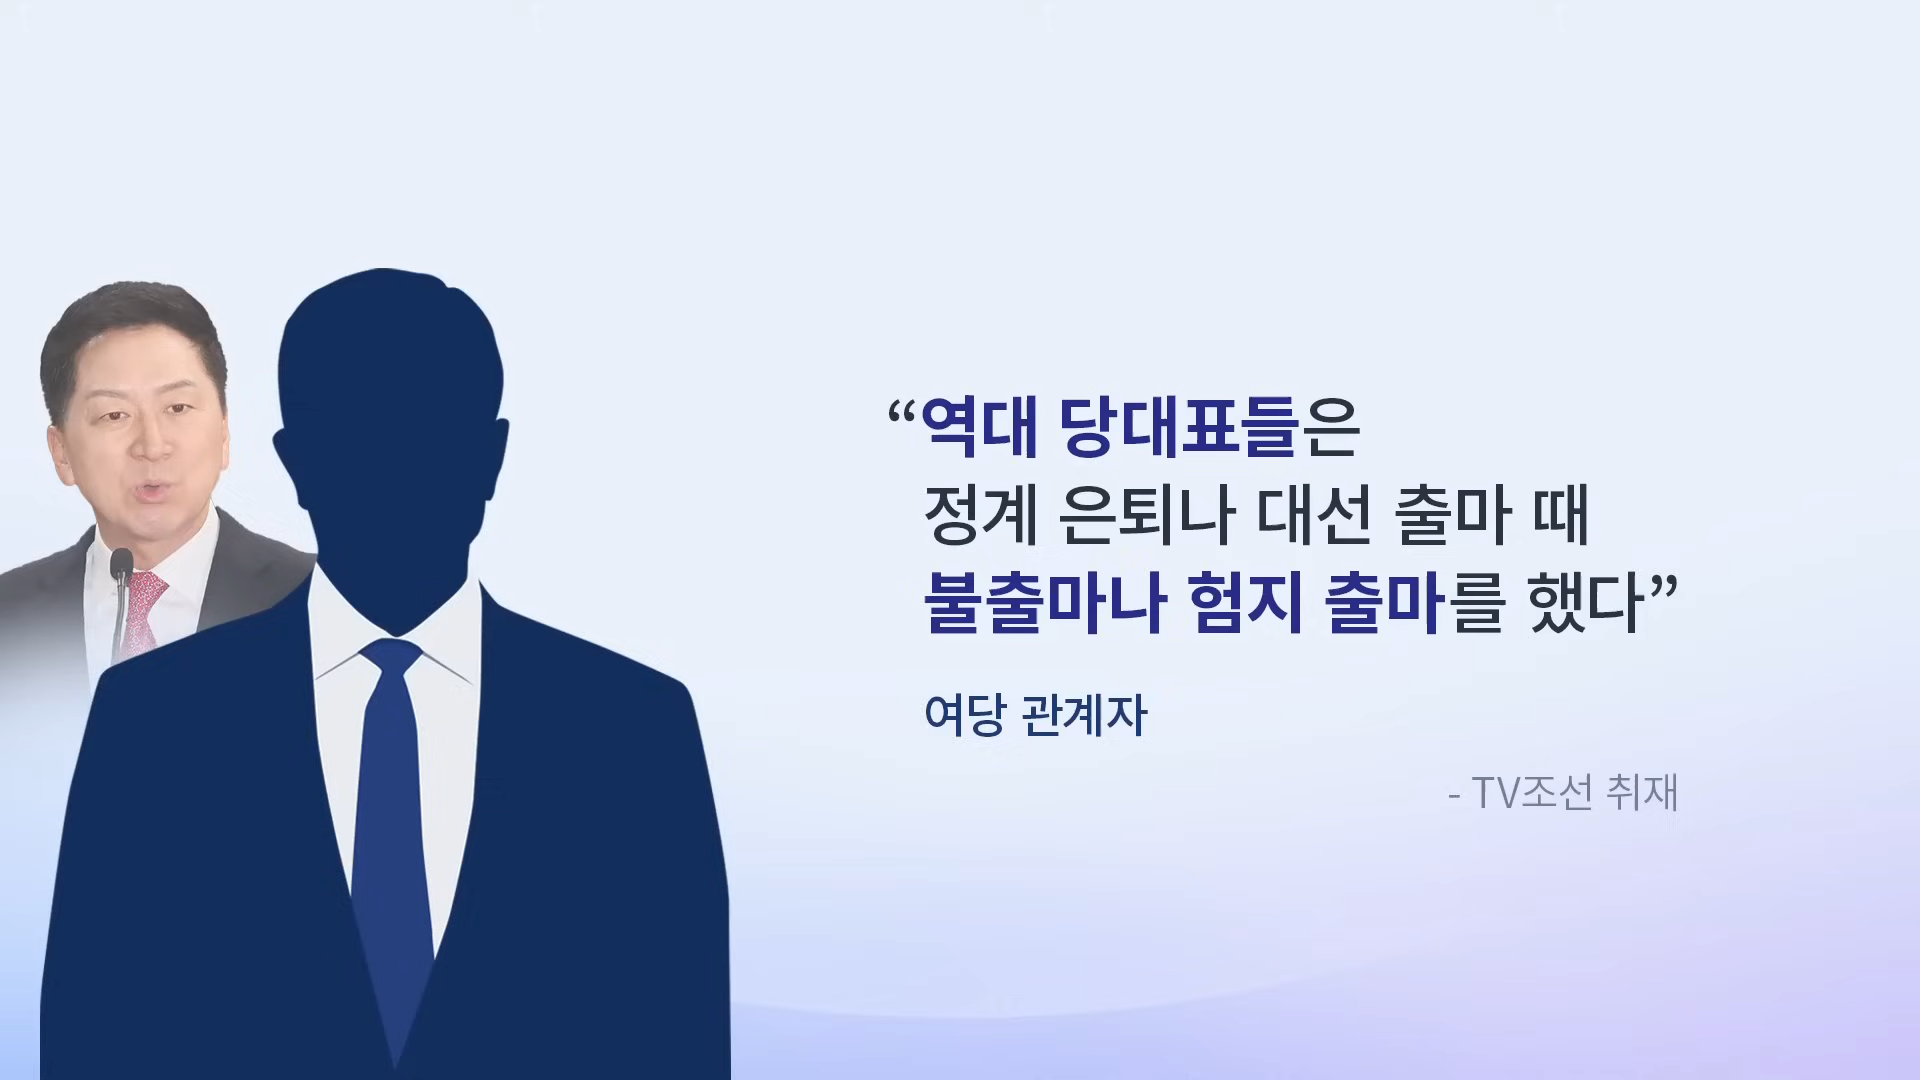 “역대 당대표들은
정계 은퇴나 대선 출마 때
불출마나 험지 출마를 했다”
여당 관계자
- TV조선 취재